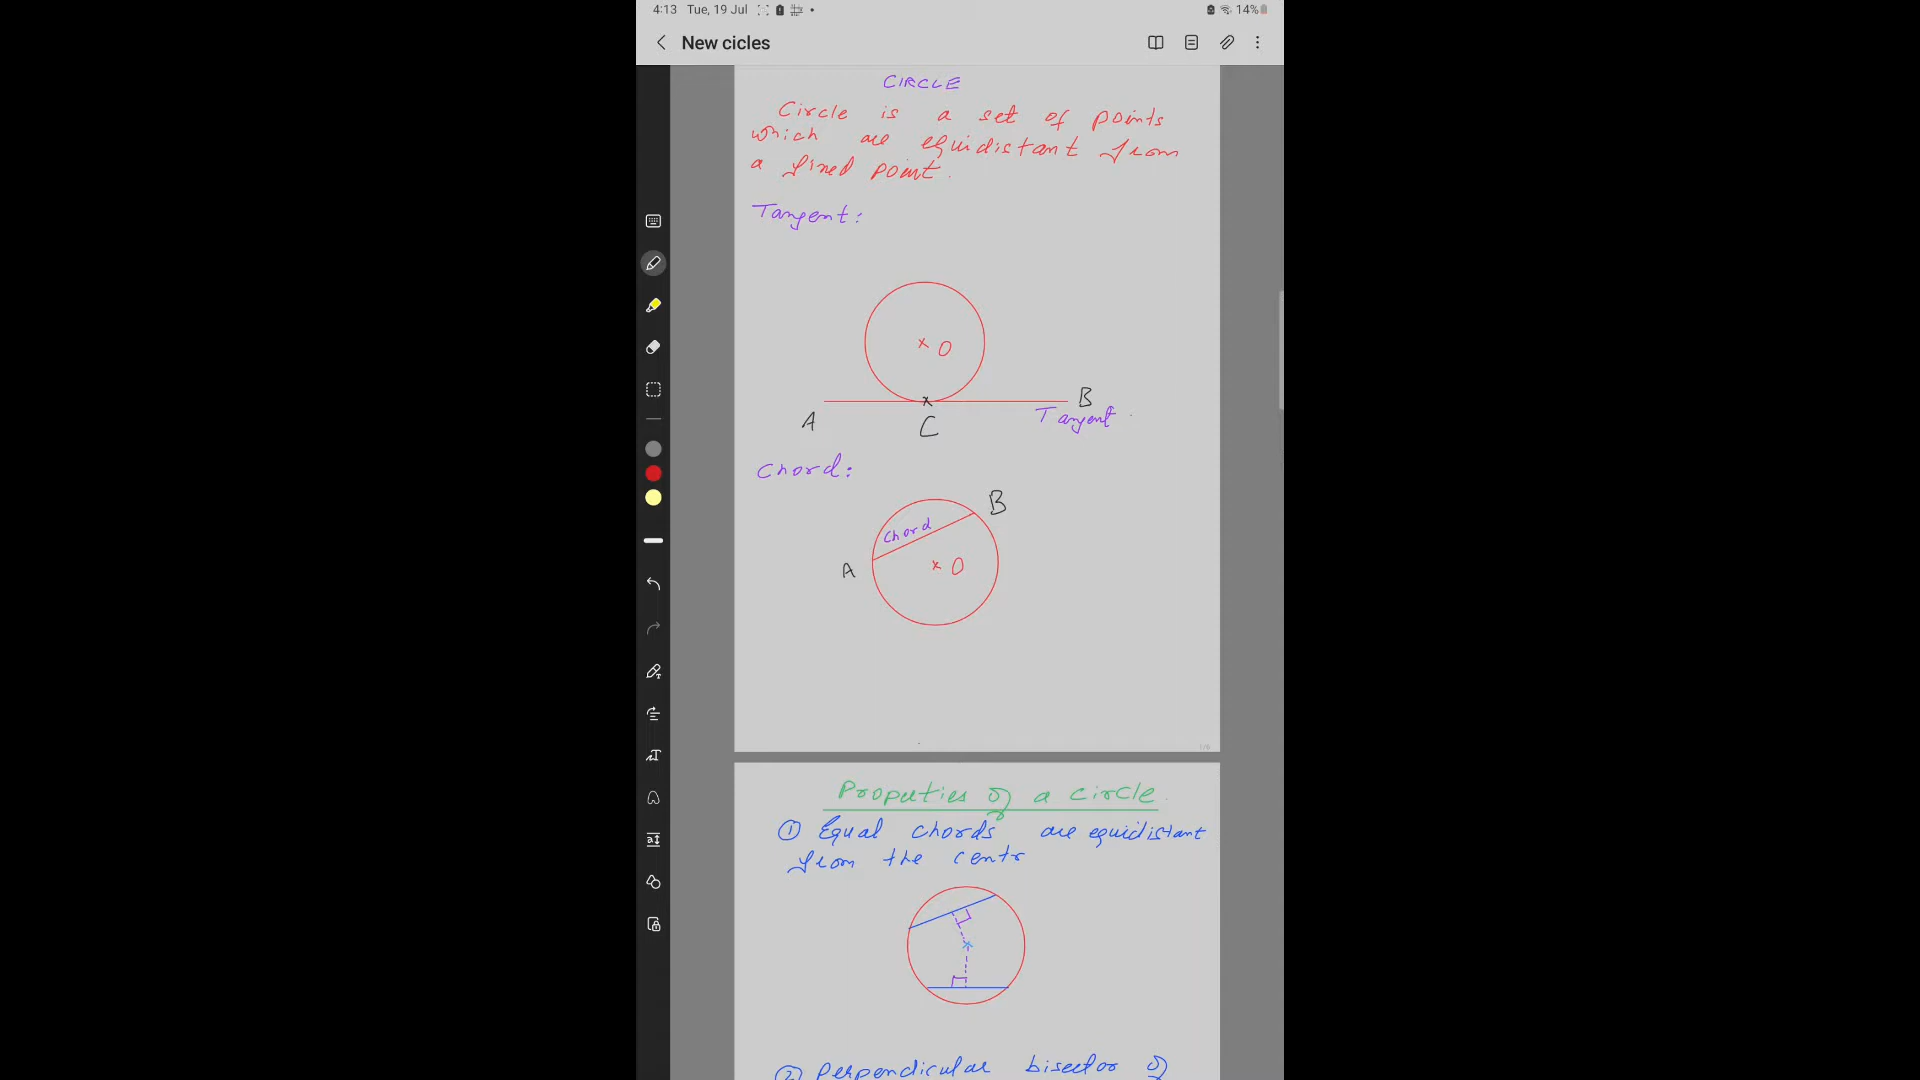 4:13 Tue, 19 Jul
14%
New cicles
CIRCLE
Circle is a set of points
which are equidistant from
a fixed point.
Tangent:
O
A
B
C
Tangent
Chord:
B
Chord
A
O
Properties of a circle
① Equal chords are equidistant
from the centr
② Perpendicular bisector of